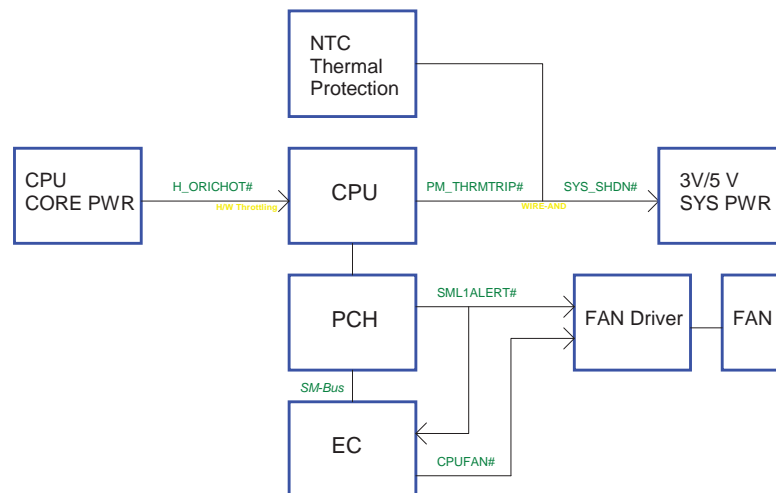 NTC
Thermal
Protection
CPU
CORE PWR
H_ORICHOT#
H/W Throttling
CPU
PM_THRMTRIP#
WIRE-AND
SYS_SHDN#
3V/5 V
SYS PWR
PCH
SML1ALERT#
FAN Driver
FAN
SM-Bus
EC
CPUFAN#